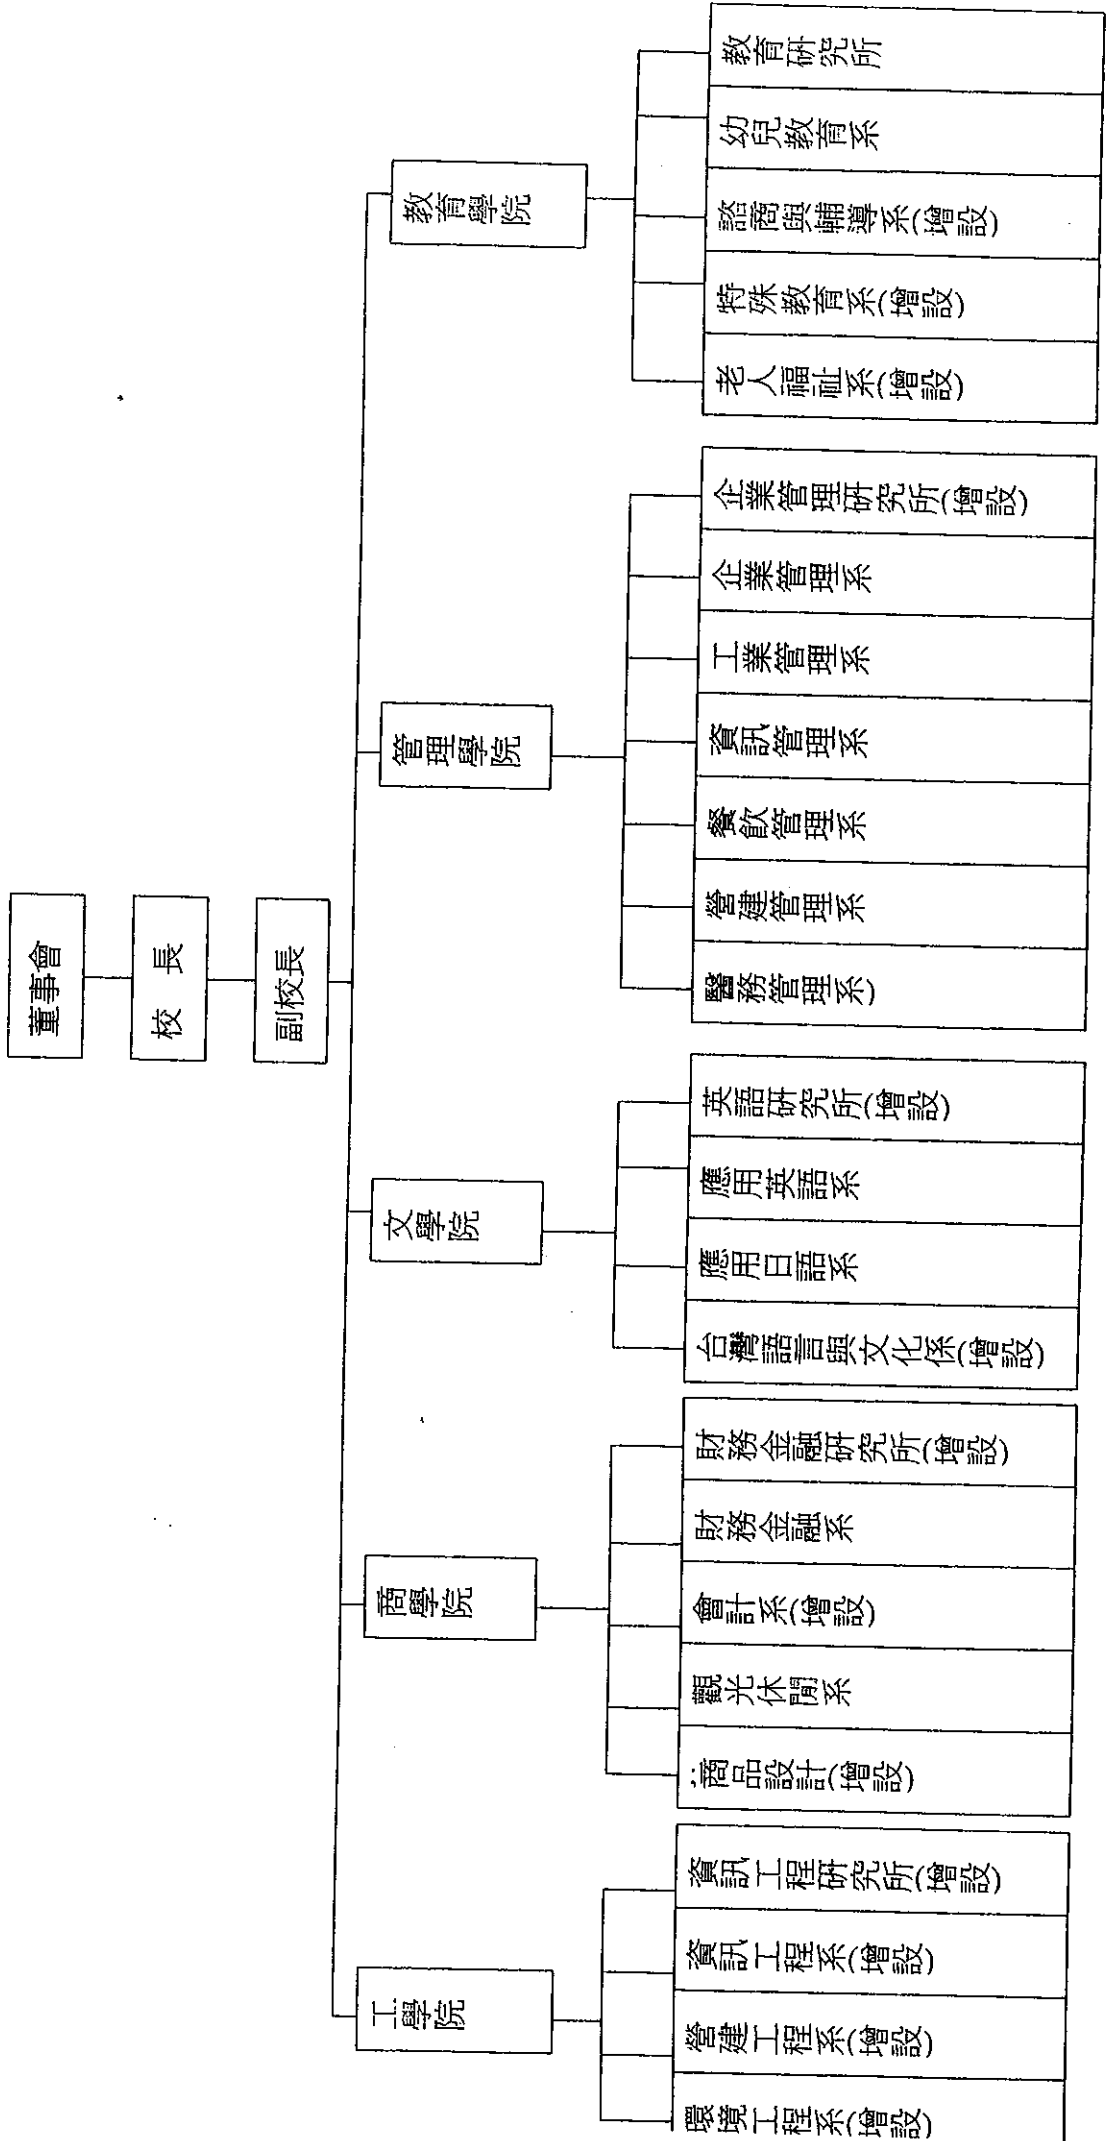 董事會
校 長
副校長
工學院
商學院
文學院
管理學院
教育學院
環境工程系(增設)
營建工程系(增設)
資訊工程系(增設)
資訊工程研究所(增設)
商品設計(增設)
觀光休閒系
會計系(增設)
財務金融系
財務金融研究所(增設)
台灣語言與文化係(增設)
應用日語系
應用英語系
英語研究所(增設)
醫務管理系)
營建管理系
餐飲管理系
資訊管理系
工業管理系
企業管理系
企業管理研究所(增設)
老人福祉系(增設)
特殊教育系(增設)
諮商與輔導系(增設)
幼兒教育系
教育研究所